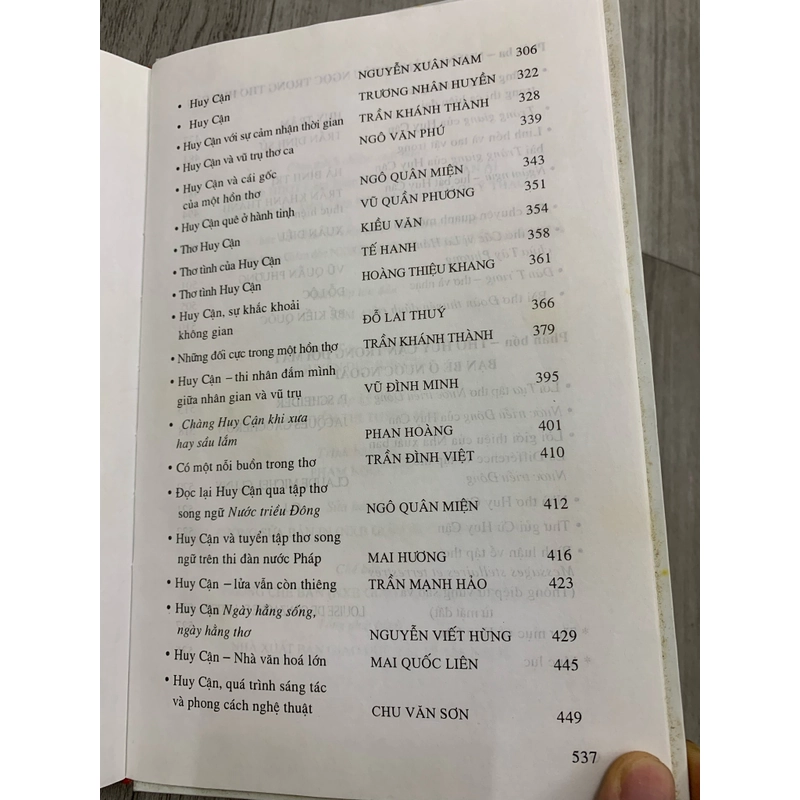 • Huy Cận NGUYỄN XUÂN NAM 306
• Huy Cận TRƯƠNG NHÂN HUYỀN 322
• Huy Cận với sự cảm nhận thời gian TRẦN KHÁNH THÀNH 328
• Huy Cận và vũ trụ thơ ca NGÔ VĂN PHÚ 339
• Huy Cận và cái gốc
của một hồn thơ NGÔ QUÂN MIỆN 343
• Huy Cận quê ở hành tinh VŨ QUẦN PHƯƠNG 351
• Thơ Huy Cận KIỀU VĂN 354
• Thơ tình của Huy Cận TẾ HANH 358
• Thơ tình Huy Cận HOÀNG THIỆU KHANG 361
• Huy Cận, sự khắc khoải
không gian ĐỖ LAI THUÝ 366
• Những đối cực trong một hồn thơ TRẦN KHÁNH THÀNH 379
• Huy Cận – thi nhân đắm mình
giữa nhân gian và vũ trụ VŨ ĐÌNH MINH 395
• Chàng Huy Cận khi xưa
hay sầu lắm PHAN HOÀNG 401
• Có một nỗi buồn trong thơ TRẦN ĐÌNH VIỆT 410
• Đọc lại Huy Cận qua tập thơ
song ngữ Nước triều Đông NGÔ QUÂN MIỆN 412
• Huy Cận và tuyển tập thơ song
ngữ trên thi đàn nước Pháp MAI HƯƠNG 416
• Huy Cận – lửa vẫn còn thiêng TRẦN MẠNH HẢO 423
• Huy Cận Ngày hằng sống,
ngày hằng thơ NGUYỄN VIẾT HÙNG 429
• Huy Cận – Nhà văn hoá lớn MAI QUỐC LIÊN 445
• Huy Cận, quá trình sáng tác
và phong cách nghệ thuật CHU VĂN SƠN 449
537